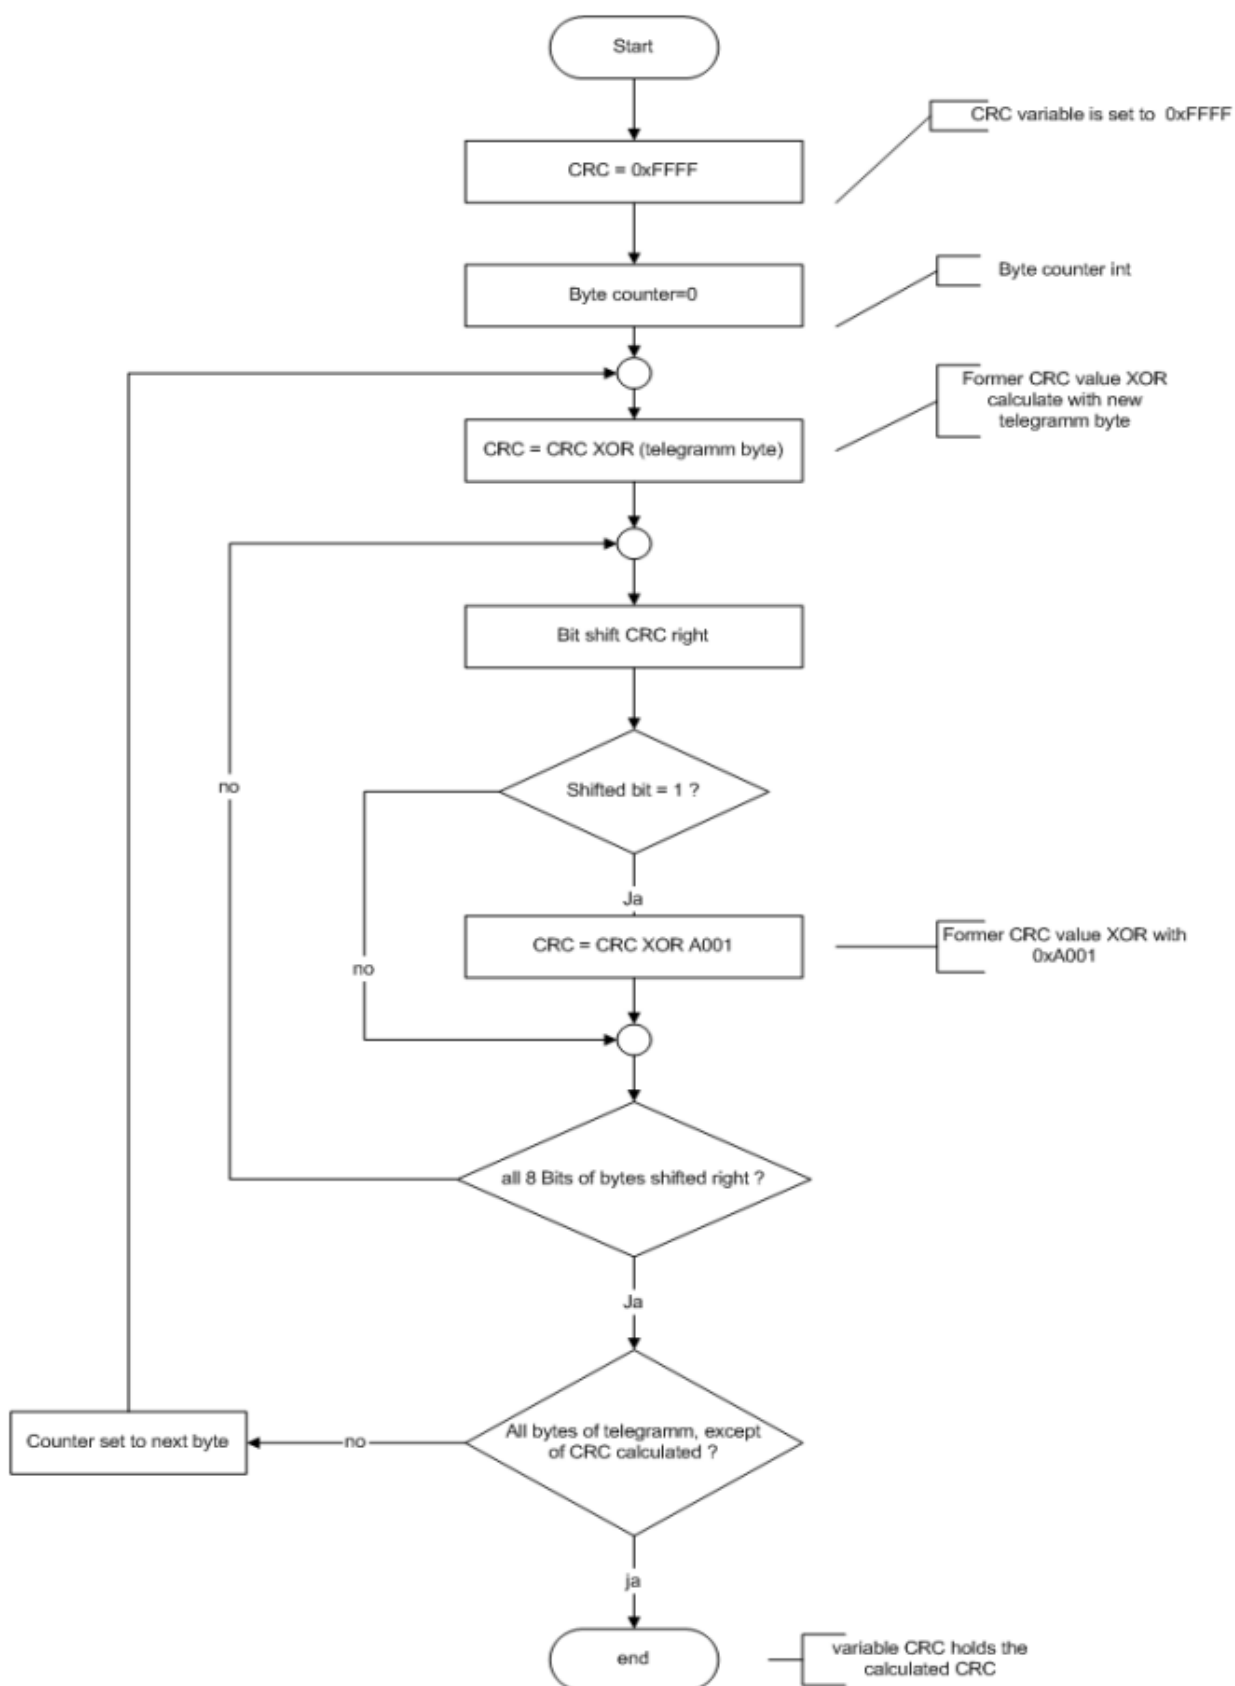 Start
CRC variable is set to 0xFFFF
CRC = 0xFFFF
Byte counter int
Byte counter=0
Former CRC value XOR
calculate with new
telegramm byte
CRC = CRC XOR (telegramm byte)
Bit shift CRC right
no
Shifted bit = 1 ?
Ja
CRC = CRC XOR A001
Former CRC value XOR with
0xA001
no
all 8 Bits of bytes shifted right ?
Ja
All bytes of telegramm, except
of CRC calculated ?
no
Counter set to next byte
ja
end
variable CRC holds the
calculated CRC